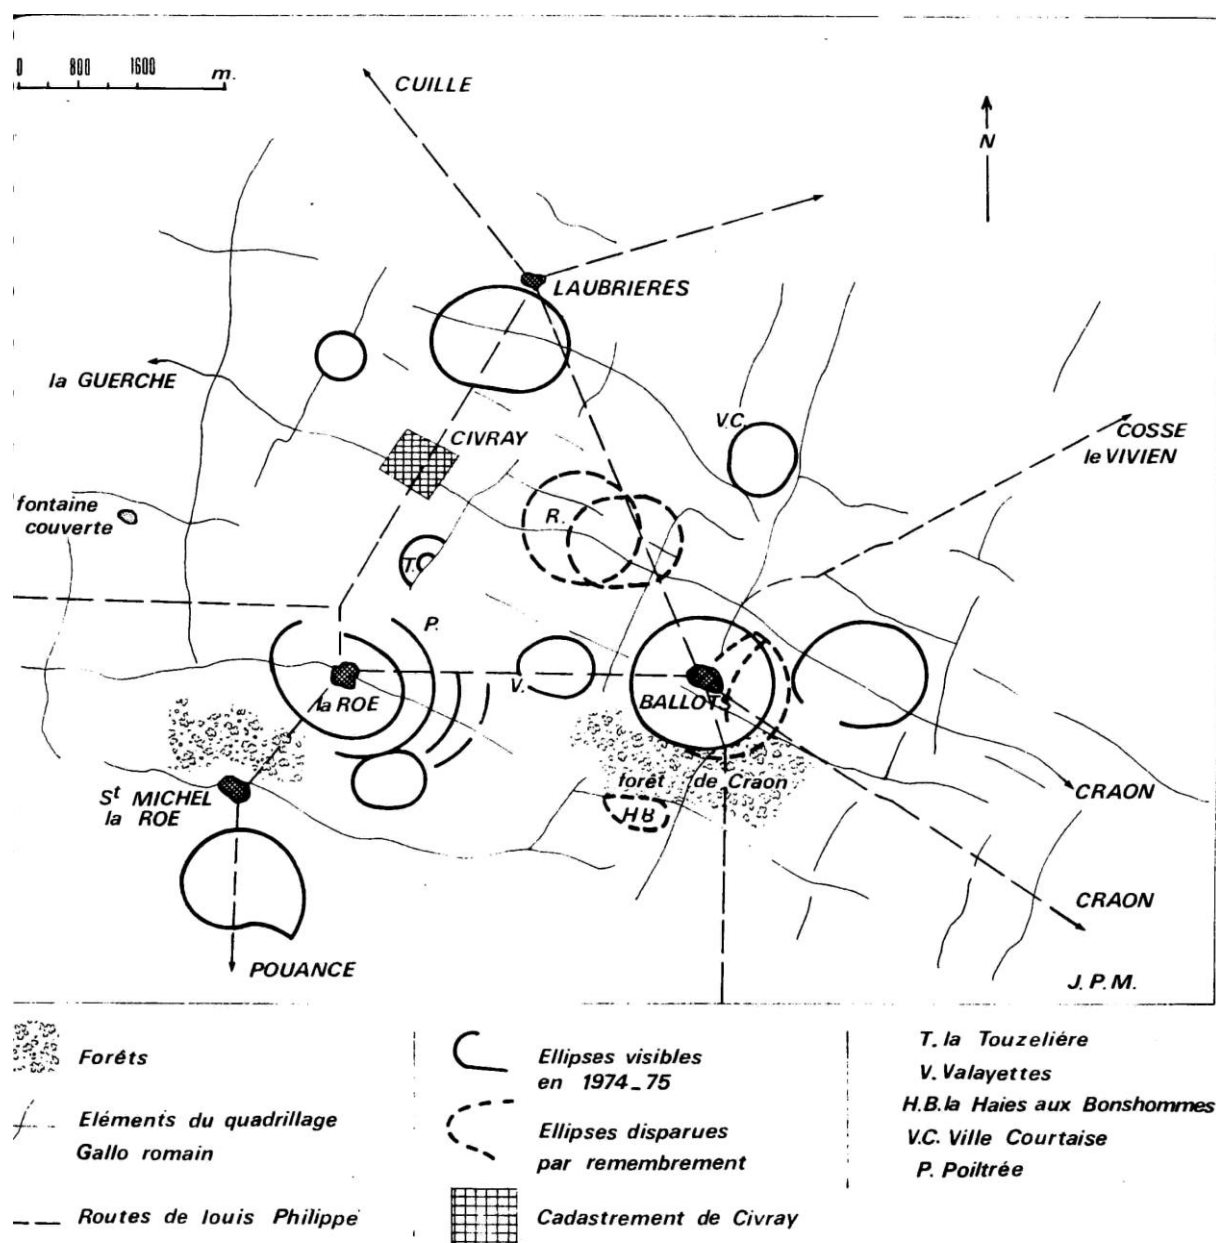 0 800 1600 m.
CUILLE
N
LAUBRIERES
la GUERCHE
V.C.
CIVRAY
COSSE
le VIVIEN
fontaine
couverte
R.
T.
P.
V.
la ROE
BALLOTS
forêt de Craon
St MICHEL
la ROE
H B
CRAON
CRAON
POUANCE
J. P. M.
Forêts
Eléments du quadrillage
Gallo romain
Routes de louis Philippe
Ellipses visibles
en 1974_75
Ellipses disparues
par remembrement
Cadastrement de Civray
T. la Touzeliére
V. Valayettes
H.B. la Haies aux Bonshommes
V.C. Ville Courtaise
P. Poiltrée